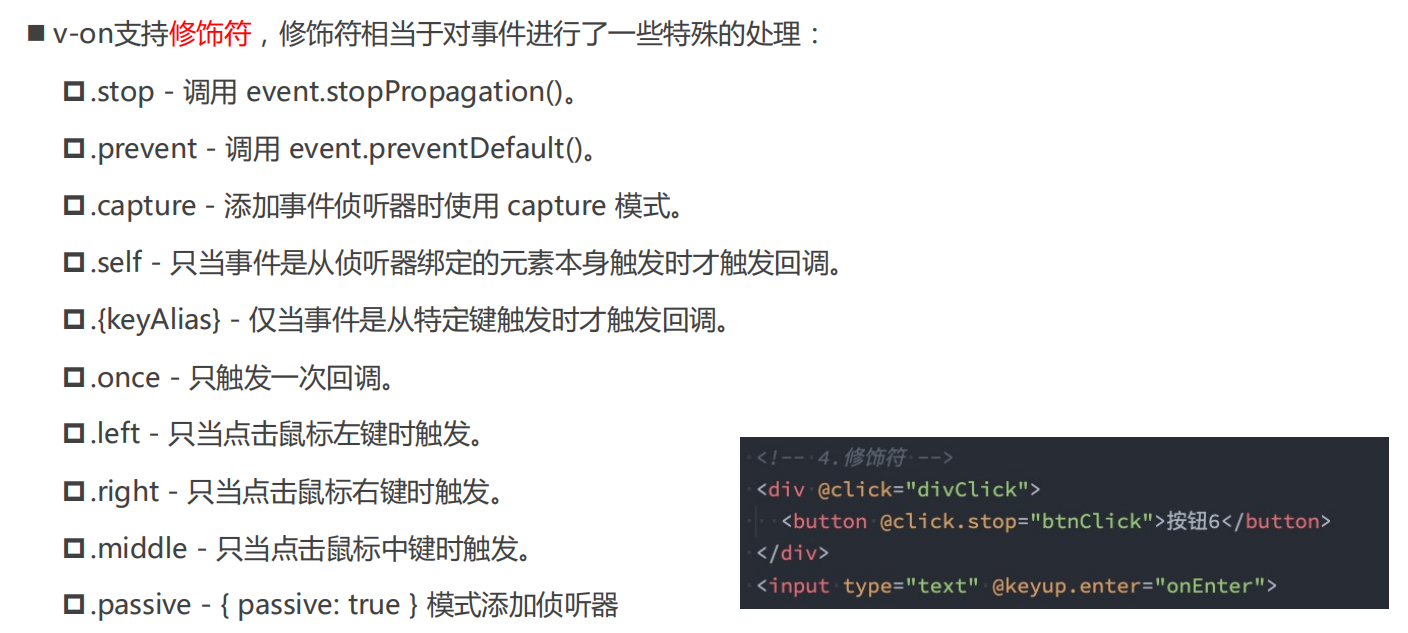 v-on支持修饰符，修饰符相当于对事件进行了一些特殊的处理：
.stop - 调用 event.stopPropagation()。
.prevent - 调用 event.preventDefault()。
.capture - 添加事件侦听器时使用 capture 模式。
.self - 只当事件是从侦听器绑定的元素本身触发时才触发回调。
.{keyAlias} - 仅当事件是从特定键触发时才触发回调。
.once - 只触发一次回调。
.left - 只当点击鼠标左键时触发。
.right - 只当点击鼠标右键时触发。
.middle - 只当点击鼠标中键时触发。
.passive - { passive: true } 模式添加侦听器
<!-- 4.修饰符 -->
<div @click="divClick">
<button @click.stop="btnClick">按钮6</button>
</div>
<input type="text" @keyup.enter="onEnter">